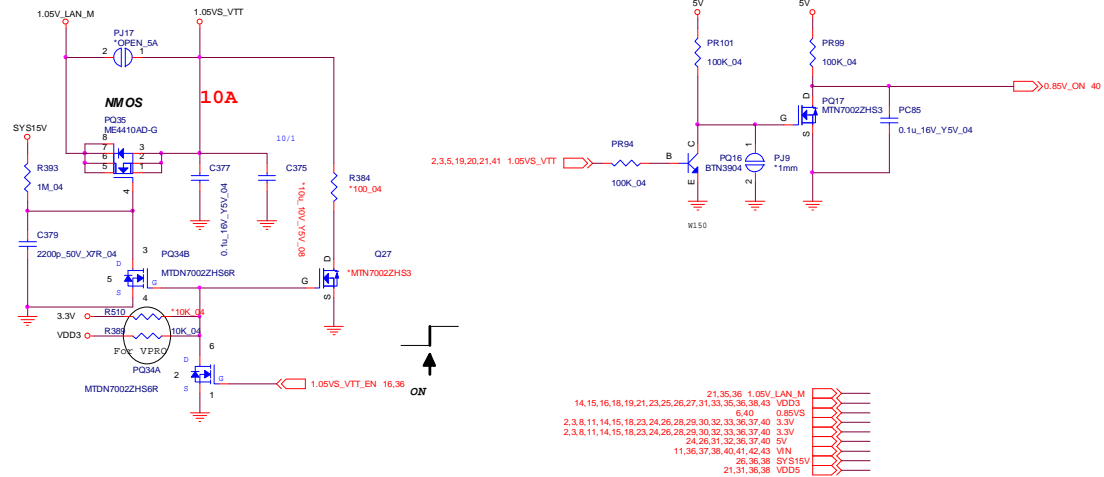 1.05V_LAN_M
1.05VS_VTT
PJ17
*OPEN_5A
2
1
NMOS
10A
PQ35
ME4410AD-G
SYS15V
8
7
6
5
3
2
1
4
10/1
R393
1M_04
C377
0.1u_16V_Y5V_04
C375
*10u_10V_Y5V_08
R384
*100_04
C379
2200p_50V_X7R_04
3
D
5
S
G
4
PQ34B
MTDN7002ZHS6R
Q27
*MTN7002ZHS3
D
G
S
3.3V
R510
*10K_04
VDD3
R389
10K_04
For VPRO
PQ34A
MTDN7002ZHS6R
6
D
2
S
G
1
1.05VS_VTT_EN 16,36
ON
5V
5V
PR101
100K_04
PR99
100K_04
PQ17
MTN7002ZHS3
D
G
S
PC85
0.1u_16V_Y5V_04
0.85V_ON 40
2,3,5,19,20,21,41 1.05VS_VTT
PR94
100K_04
B
C
E
PQ16
BTN3904
1
PJ9
*1mm
2
W150
21,35,36 1.05V_LAN_M
14,15,16,18,19,21,23,25,26,27,31,33,35,36,38,43 VDD3
6,40 0.85VS
2,3,8,11,14,15,18,23,24,26,28,29,30,32,33,36,37,40 3.3V
2,3,8,11,14,15,18,23,24,26,28,29,30,32,33,36,37,40 3.3V
24,26,31,32,36,37,40 5V
11,36,37,38,40,41,42,43 VIN
26,36,38 SYS15V
21,31,36,38 VDD5